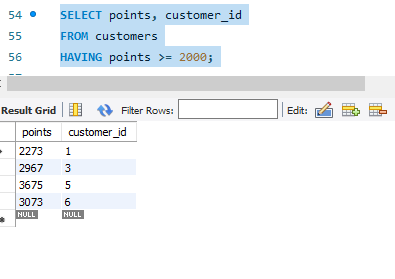 54 SELECT points, customer_id
55 FROM customers
56 HAVING points >= 2000;
Result Grid Filter Rows: Edit:
points customer_id
2273 1
2967 3
3675 5
3073 6
NULL NULL